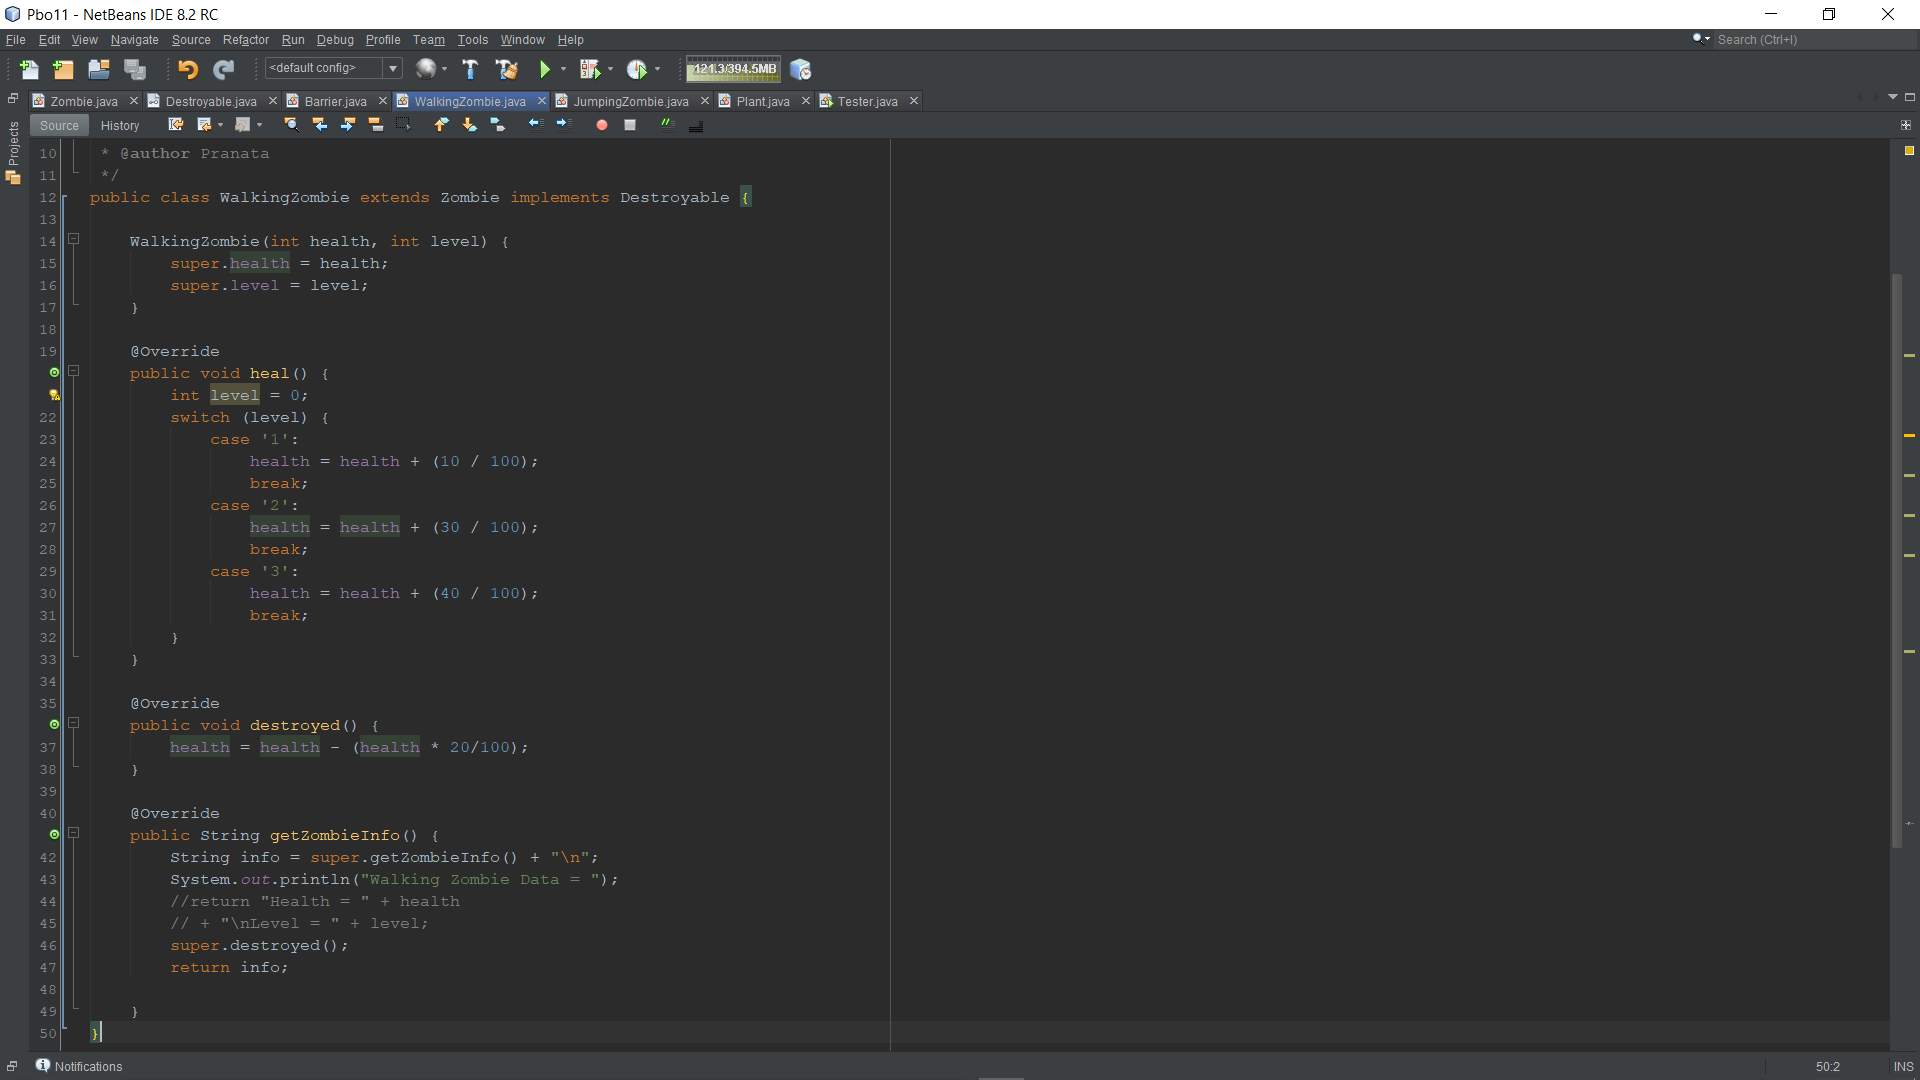 Pbo11 - NetBeans IDE 8.2 RC
File Edit View Navigate Source Refactor Run Debug Profile Team Tools Window Help
Search (Ctrl+I)
<default config>
121.3/394.5MB
Zombie.java Destroyable.java Barrier.java WalkingZombie.java JumpingZombie.java Plant.java Tester.java
Source History
Projects
10 * @author Pranata
11 */
12 public class WalkingZombie extends Zombie implements Destroyable {
13
14 WalkingZombie(int health, int level) {
15 super.health = health;
16 super.level = level;
17 }
18
19 @Override
public void heal() {
int level = 0;
22 switch (level) {
23 case '1':
24 health = health + (10 / 100);
25 break;
26 case '2':
27 health = health + (30 / 100);
28 break;
29 case '3':
30 health = health + (40 / 100);
31 break;
32 }
33 }
34
35 @Override
public void destroyed() {
37 health = health - (health * 20/100);
38 }
39
40 @Override
public String getZombieInfo() {
42 String info = super.getZombieInfo() + "\n";
43 System.out.println("Walking Zombie Data = ");
44 //return "Health = " + health
45 // + "\nLevel = " + level;
46 super.destroyed();
47 return info;
48
49 }
50 }
Notifications
50:2 INS